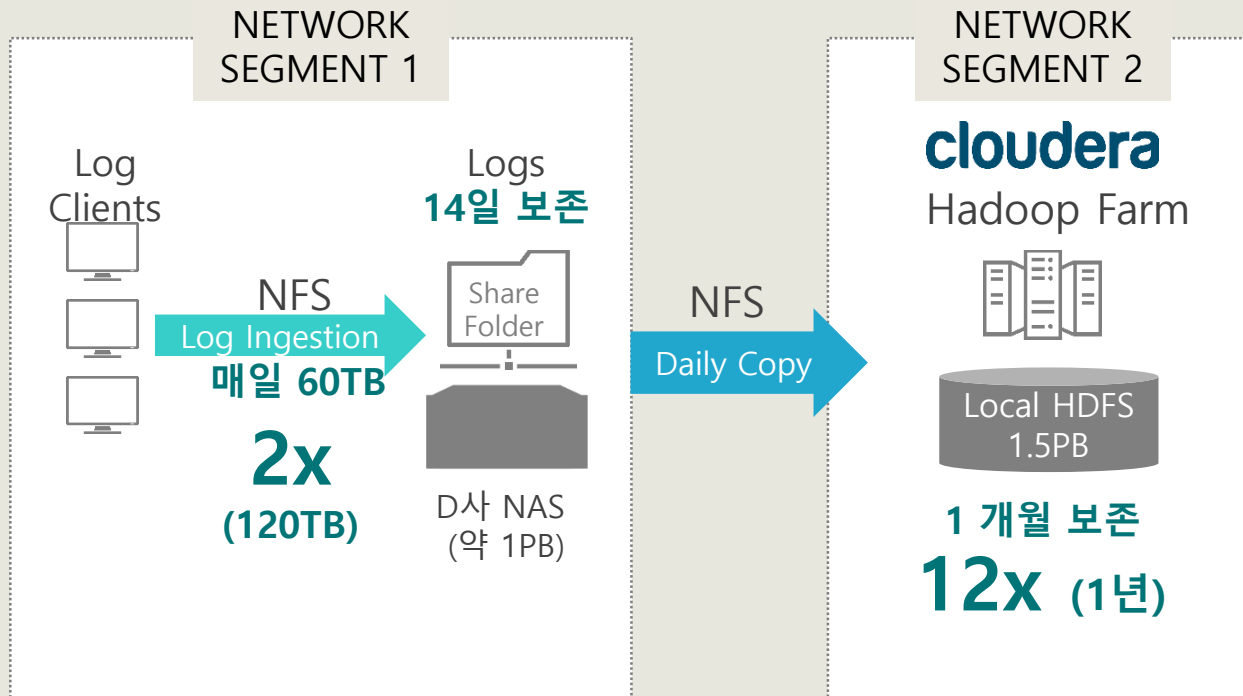 NETWORK
SEGMENT 1
Log
Clients
NFS
Log Ingestion
매일 60TB
2x
(120TB)
Logs
14일 보존
Share
Folder
D사 NAS
(약 1PB)
NFS
Daily Copy
NETWORK
SEGMENT 2
cloudera
Hadoop Farm
Local HDFS
1.5PB
1 개월 보존
12x (1년)